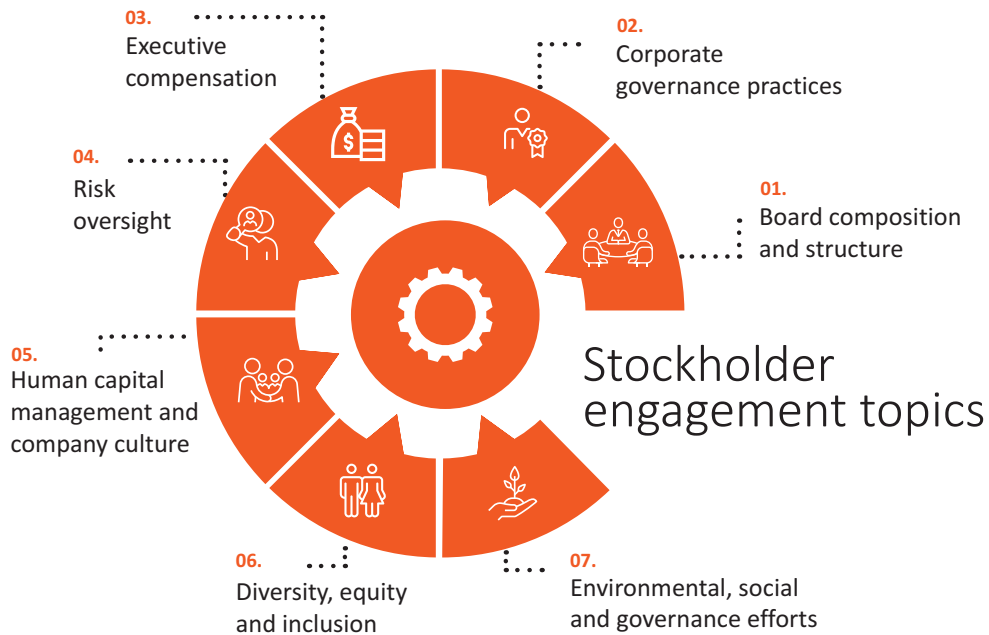 Stockholder
engagement topics
01.
Board composition
and structure
02.
Corporate
governance practices
03.
Executive
compensation
$
04.
Risk
oversight
05.
Human capital
management and
company culture
06.
Diversity, equity
and inclusion
07.
Environmental, social
and governance efforts